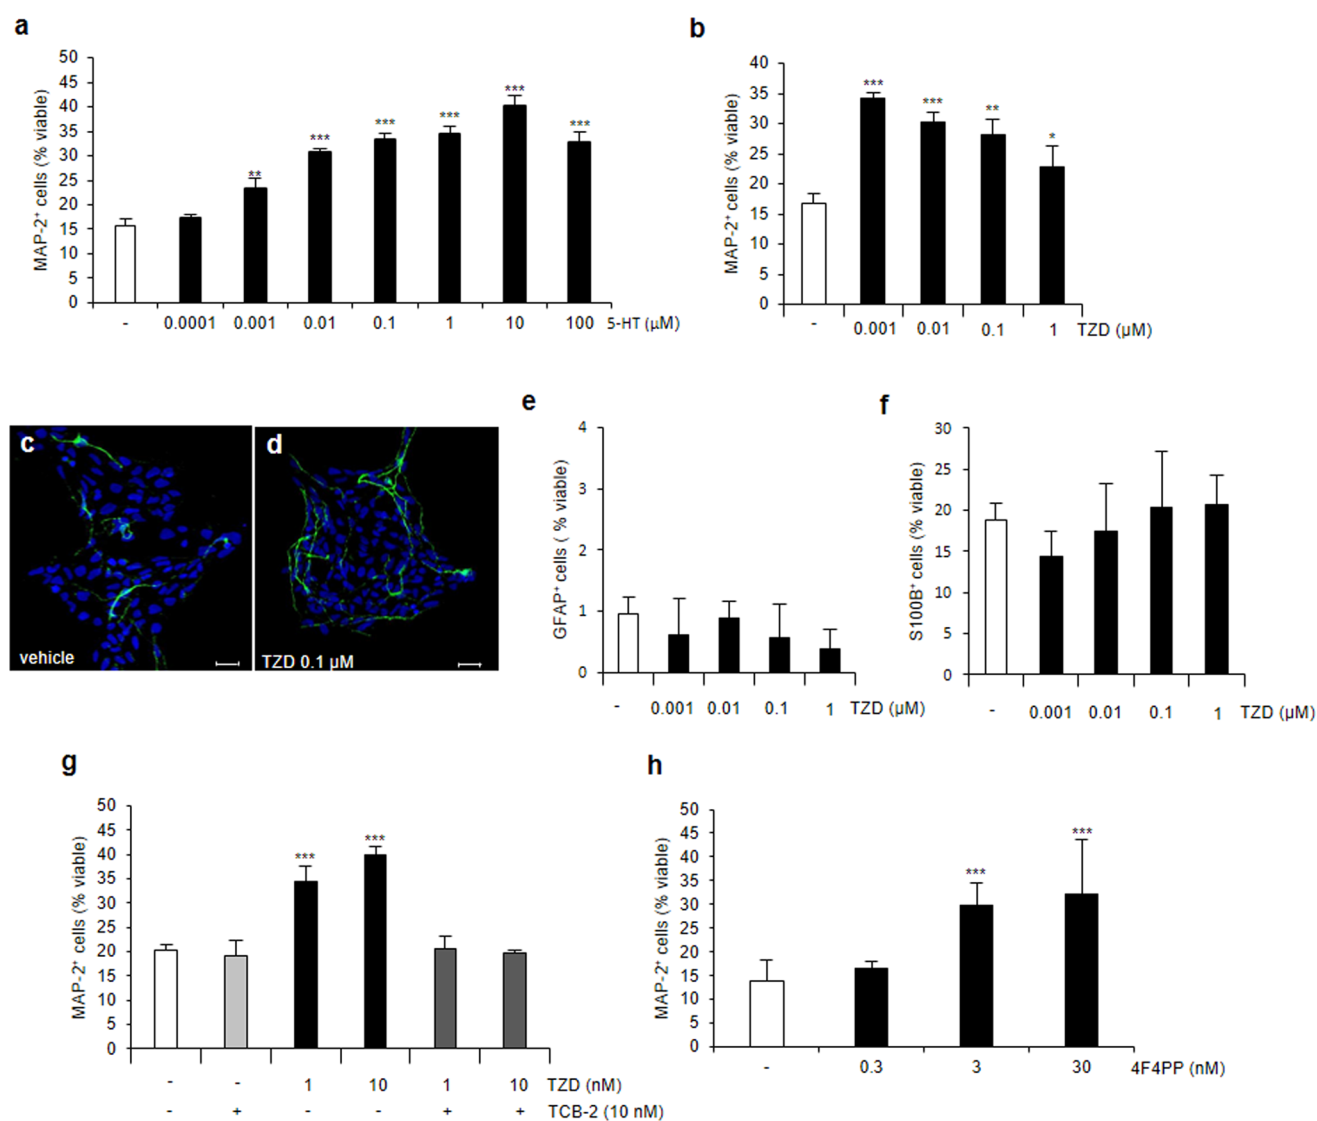 a
MAP-2⁺ cells (% viable)
50
45
40
35
30
25
20
15
10
5
0
***
***
***
***
***
**
- 0.0001 0.001 0.01 0.1 1 10 100 5-HT (µM)
b
MAP-2⁺ cells (% viable)
40
35
30
25
20
15
10
5
0
***
***
**
*
- 0.001 0.01 0.1 1 TZD (µM)
c
vehicle
d
TZD 0.1 µM
e
GFAP⁺ cells ( % viable)
4
3
2
1
0
- 0.001 0.01 0.1 1 TZD (µM)
f
S100B⁺ cells (% viable)
30
25
20
15
10
5
0
- 0.001 0.01 0.1 1 TZD (µM)
g
MAP-2⁺ cells (% viable)
50
45
40
35
30
25
20
15
10
5
0
***
***
- - 1 10 1 10 TZD (nM)
- + - - + + TCB-2 (10 nM)
h
MAP-2⁺ cells (% viable)
50
45
40
35
30
25
20
15
10
5
0
***
***
- 0.3 3 30 4F4PP (nM)